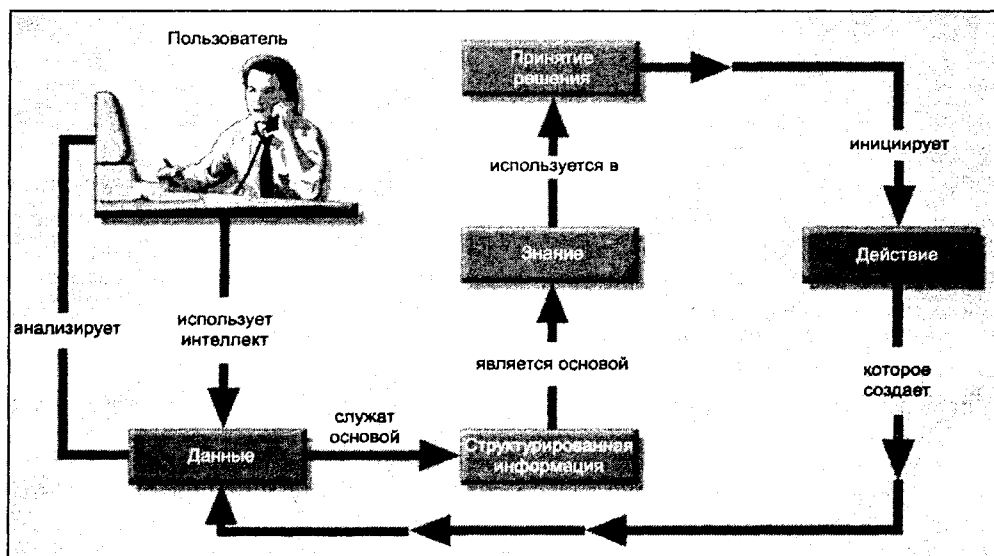 Пользователь
Принятие
решения
используется в
инициирует
Знание
Действие
анализирует
использует
интеллект
является основой
которое
создает
служат
основой
Данные
Структурированная
информация